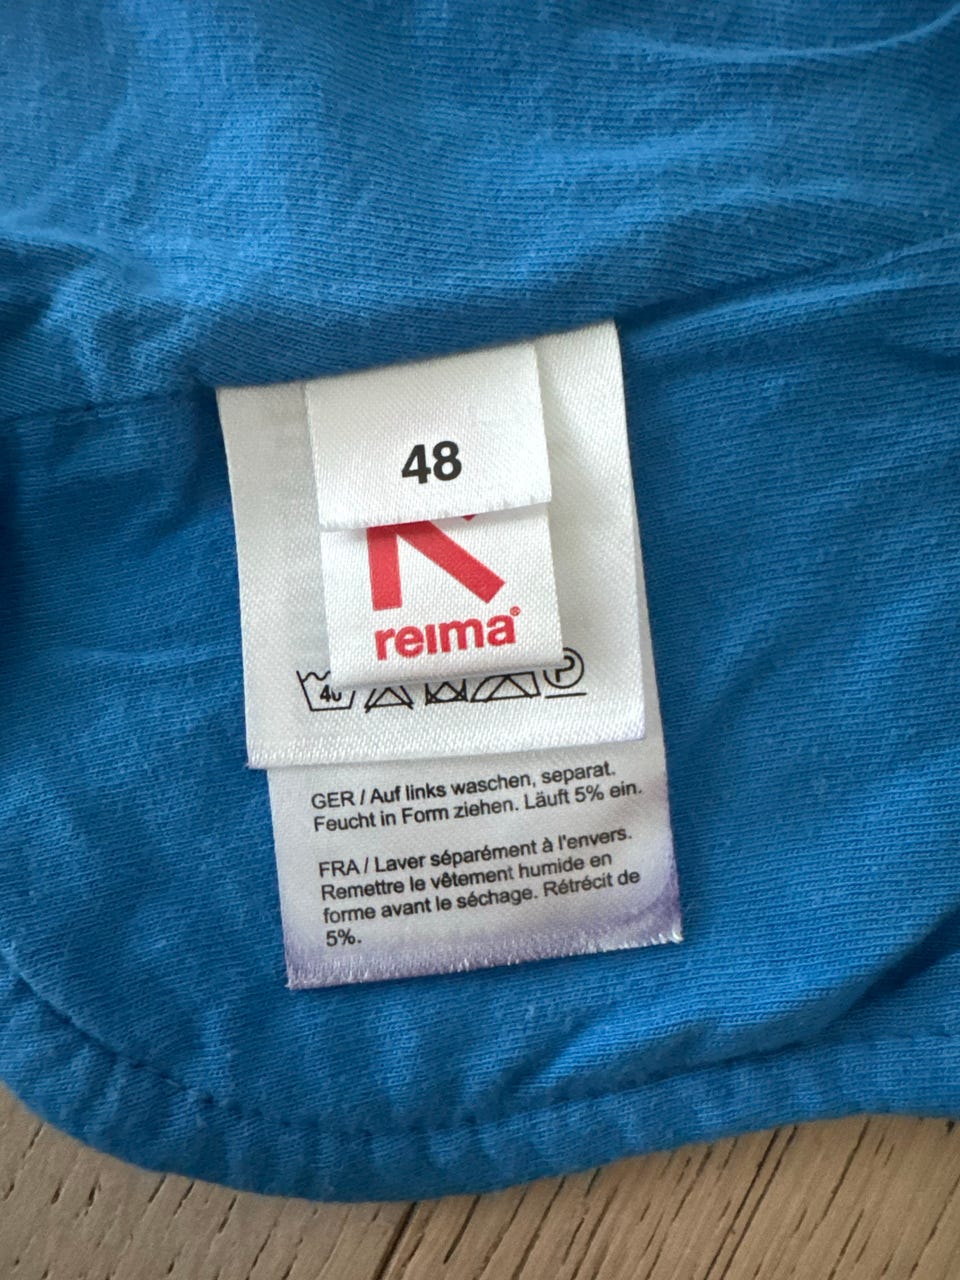 48
reima®
40
P
GER / Auf links waschen, separat.
Feucht in Form ziehen. Läuft 5% ein.
FRA / Laver séparément à l'envers.
Remettre le vêtement humide en
forme avant le séchage. Rétrécit de
5%.